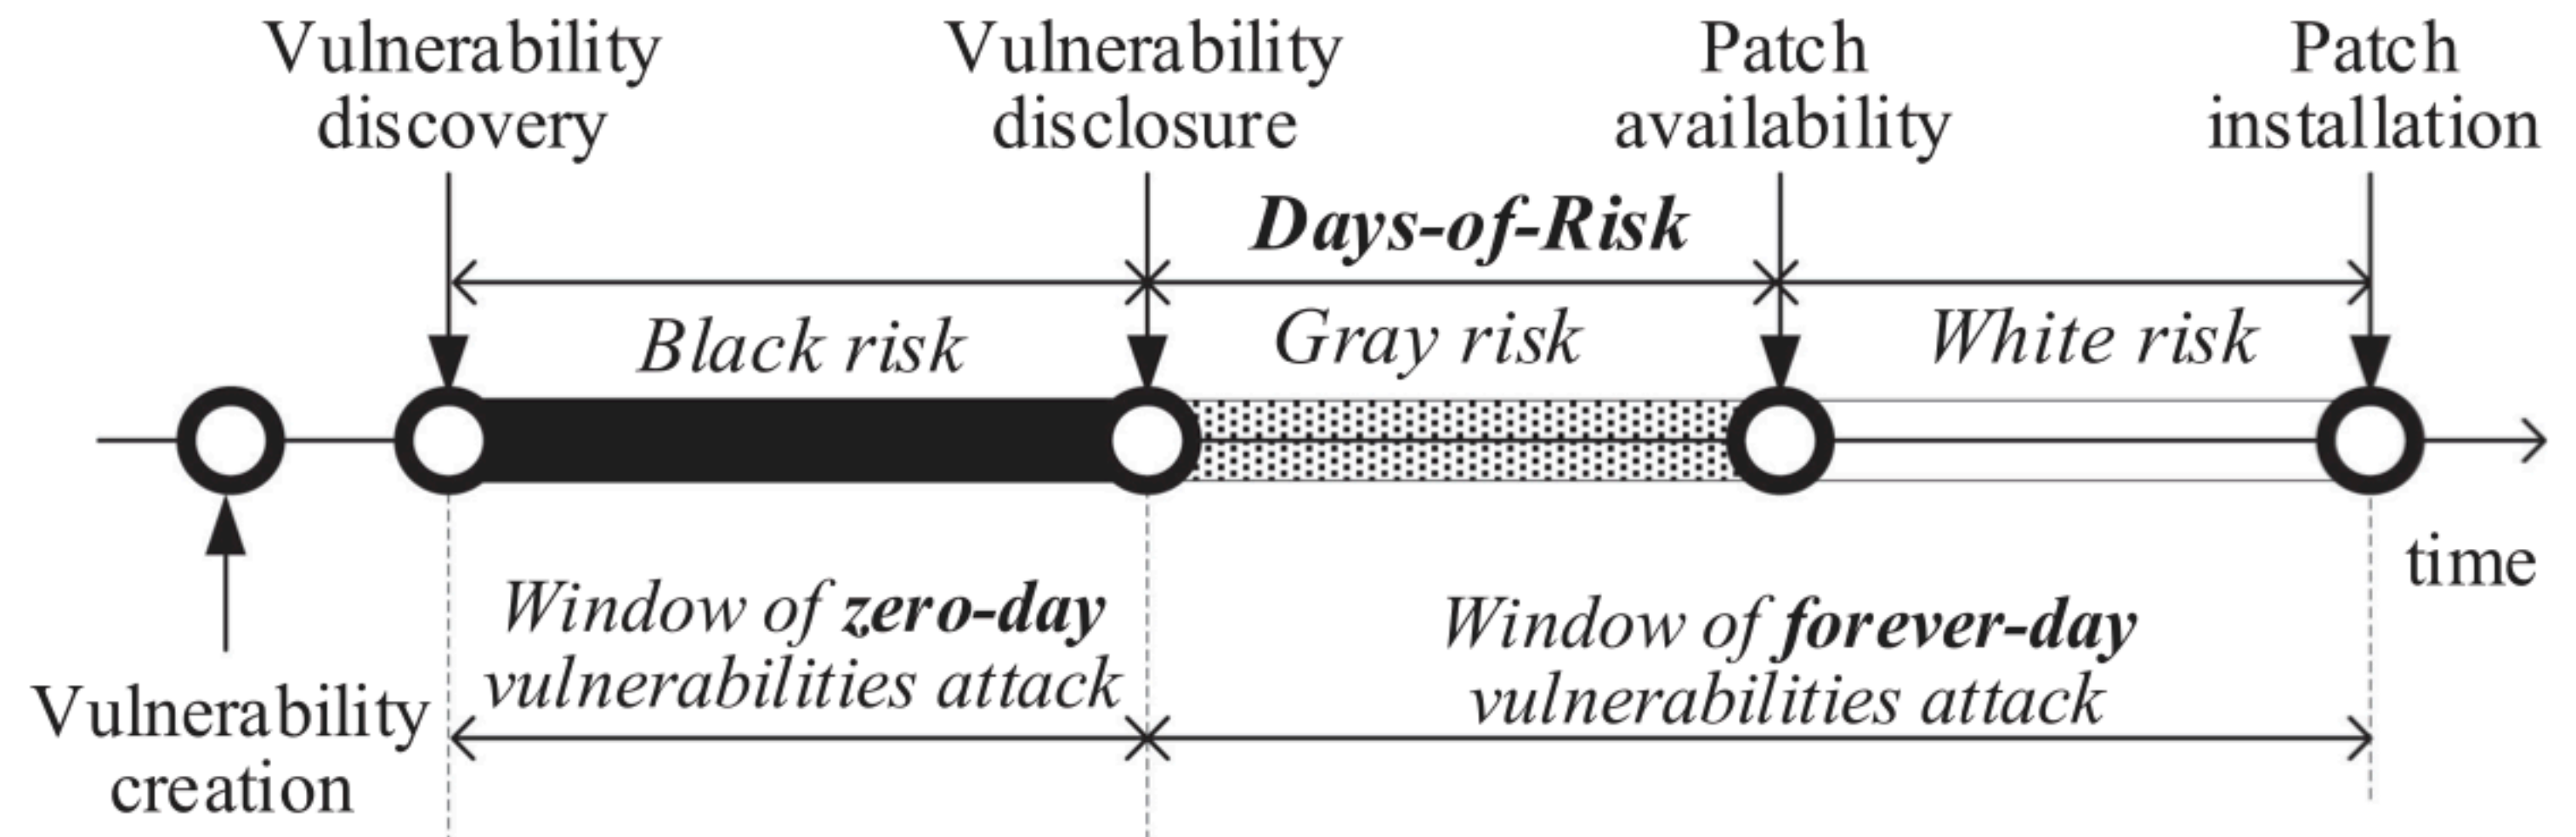 Vulnerability
discovery
Vulnerability
disclosure
Patch
availability
Patch
installation
Days-of-Risk
Black risk
Gray risk
White risk
time
Window of zero-day
vulnerabilities attack
Window of forever-day
vulnerabilities attack
Vulnerability
creation